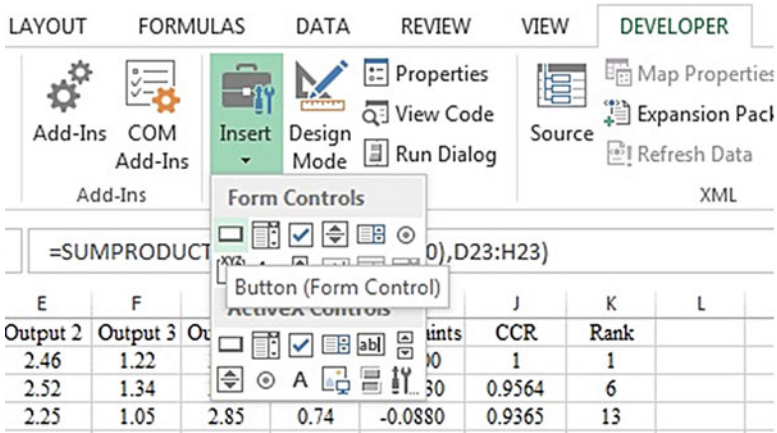 LAYOUT FORMULAS DATA REVIEW VIEW DEVELOPER
Add-Ins
COM Add-Ins
Add-Ins
Insert
Design Mode
Properties
View Code
Run Dialog
Source
Map Properties
Expansion Pack
Refresh Data
XML
Form Controls
Button (Form Control)
ActiveX Controls
ab
A
=SUMPRODUCT 0),D23:H23)
E F J K L
Output 2 Output 3 CCR Rank
2.46 1.22 1 1
2.52 1.34 0.9564 6
2.25 1.05 2.85 0.74 -0.0880 0.9365 13